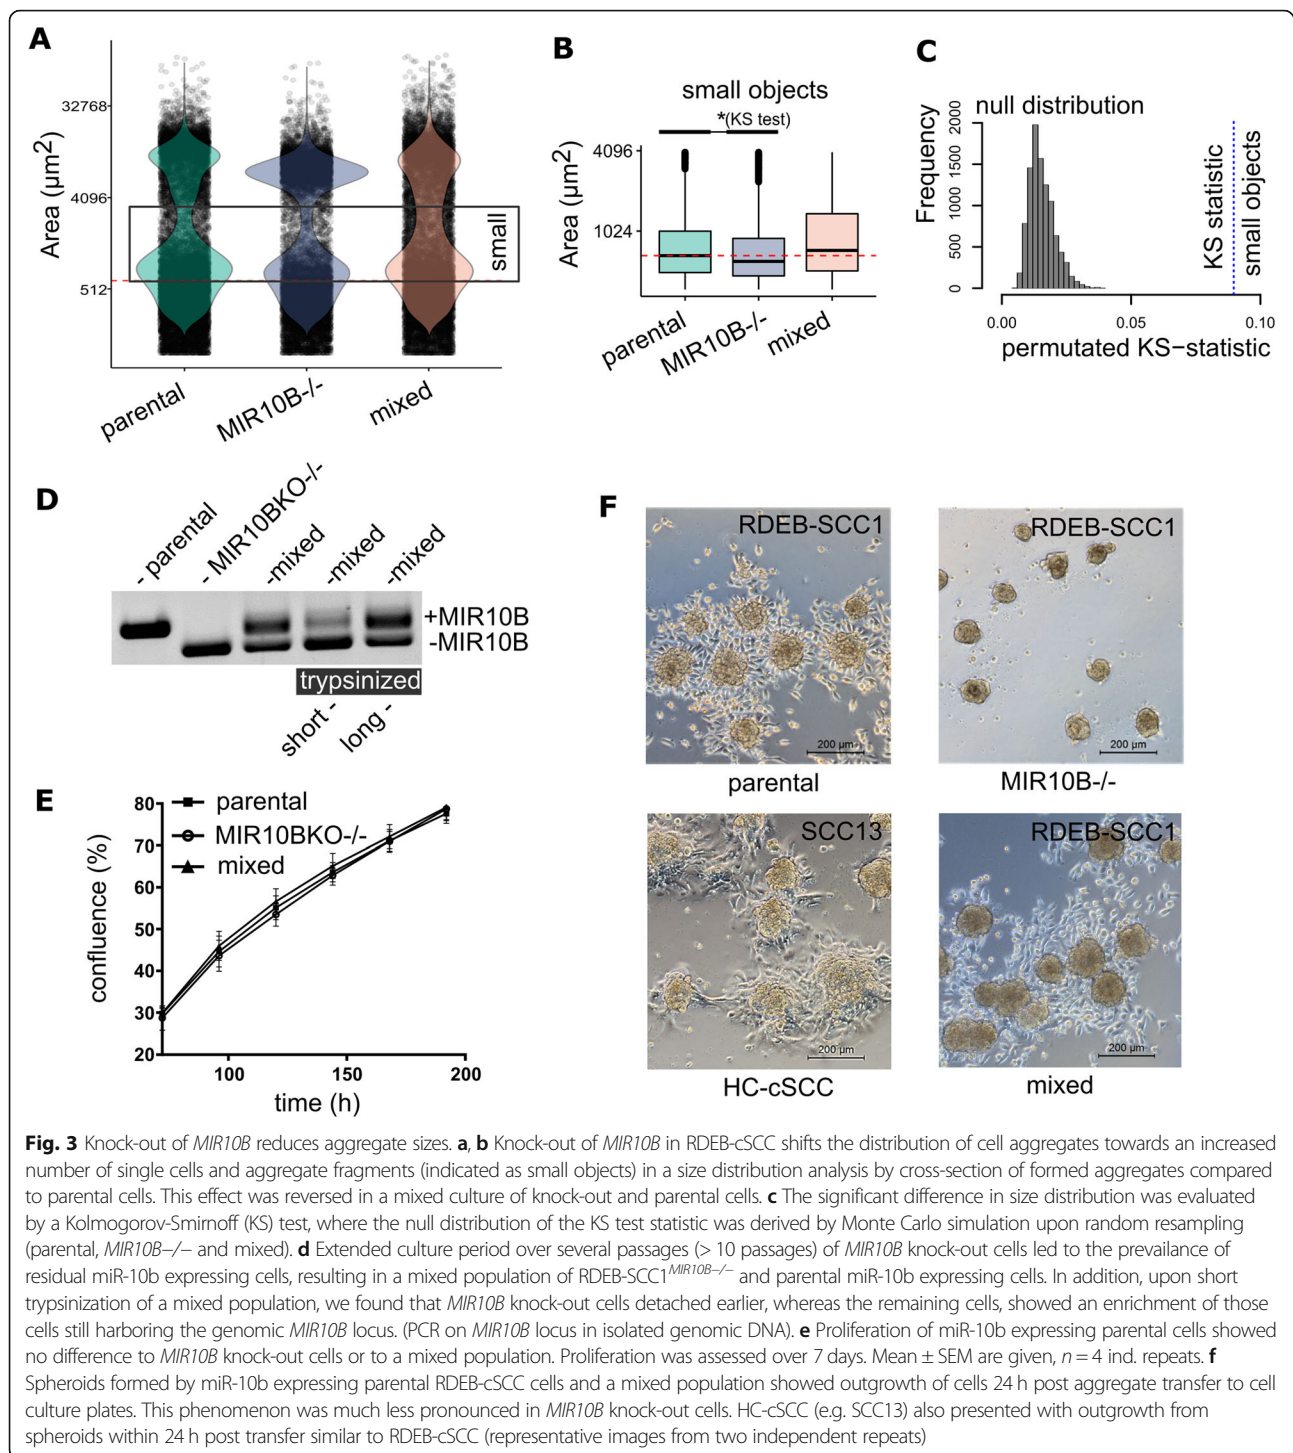 A
Area (µm²)
32768
4096
512
small
parental
MIR10B-/-
mixed
B
small objects
*(KS test)
Area (µm²)
4096
1024
parental
MIR10B-/-
mixed
C
null distribution
Frequency
0 500 1000 1500 2000
KS statistic
small objects
0.00 0.05 0.10
permutated KS−statistic
D
- parental
- MIR10BKO-/-
-mixed
-mixed
-mixed
+MIR10B
-MIR10B
trypsinized
short -
long -
E
parental
MIR10BKO-/-
mixed
confluence (%)
80
70
60
50
40
30
20
100 150 200
time (h)
F
RDEB-SCC1
200 µm
parental
RDEB-SCC1
200 µm
MIR10B-/-
SCC13
200 µm
HC-cSCC
RDEB-SCC1
200 µm
mixed
Fig. 3 Knock-out of MIR10B reduces aggregate sizes. a, b Knock-out of MIR10B in RDEB-cSCC shifts the distribution of cell aggregates towards an increased
number of single cells and aggregate fragments (indicated as small objects) in a size distribution analysis by cross-section of formed aggregates compared
to parental cells. This effect was reversed in a mixed culture of knock-out and parental cells. c The significant difference in size distribution was evaluated
by a Kolmogorov-Smirnoff (KS) test, where the null distribution of the KS test statistic was derived by Monte Carlo simulation upon random resampling
(parental, MIR10B−/− and mixed). d Extended culture period over several passages (> 10 passages) of MIR10B knock-out cells led to the prevailance of
residual miR-10b expressing cells, resulting in a mixed population of RDEB-SCC1^MIR10B−/− and parental miR-10b expressing cells. In addition, upon short
trypsinization of a mixed population, we found that MIR10B knock-out cells detached earlier, whereas the remaining cells, showed an enrichment of those
cells still harboring the genomic MIR10B locus. (PCR on MIR10B locus in isolated genomic DNA). e Proliferation of miR-10b expressing parental cells showed
no difference to MIR10B knock-out cells or to a mixed population. Proliferation was assessed over 7 days. Mean ± SEM are given, n = 4 ind. repeats. f
Spheroids formed by miR-10b expressing parental RDEB-cSCC cells and a mixed population showed outgrowth of cells 24 h post aggregate transfer to cell
culture plates. This phenomenon was much less pronounced in MIR10B knock-out cells. HC-cSCC (e.g. SCC13) also presented with outgrowth from
spheroids within 24 h post transfer similar to RDEB-cSCC (representative images from two independent repeats)